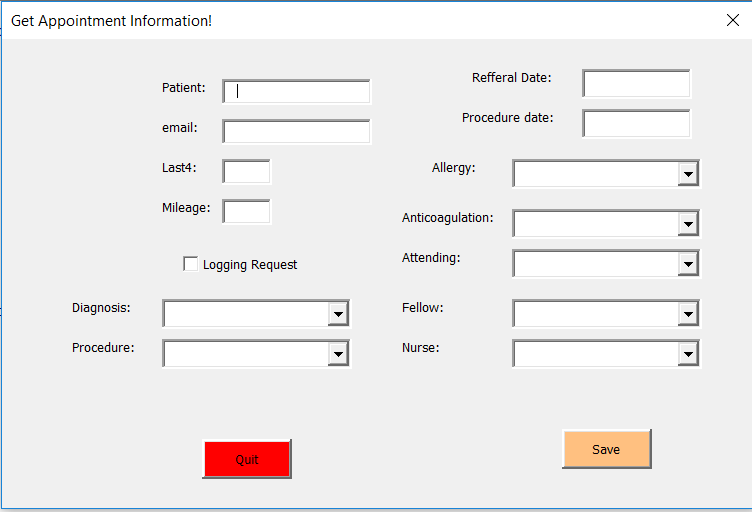 Get Appointment Information!
Patient:
Refferal Date:
email:
Procedure date:
Last4:
Allergy:
Mileage:
Anticoagulation:
Logging Request
Attending:
Diagnosis:
Fellow:
Procedure:
Nurse:
Quit
Save